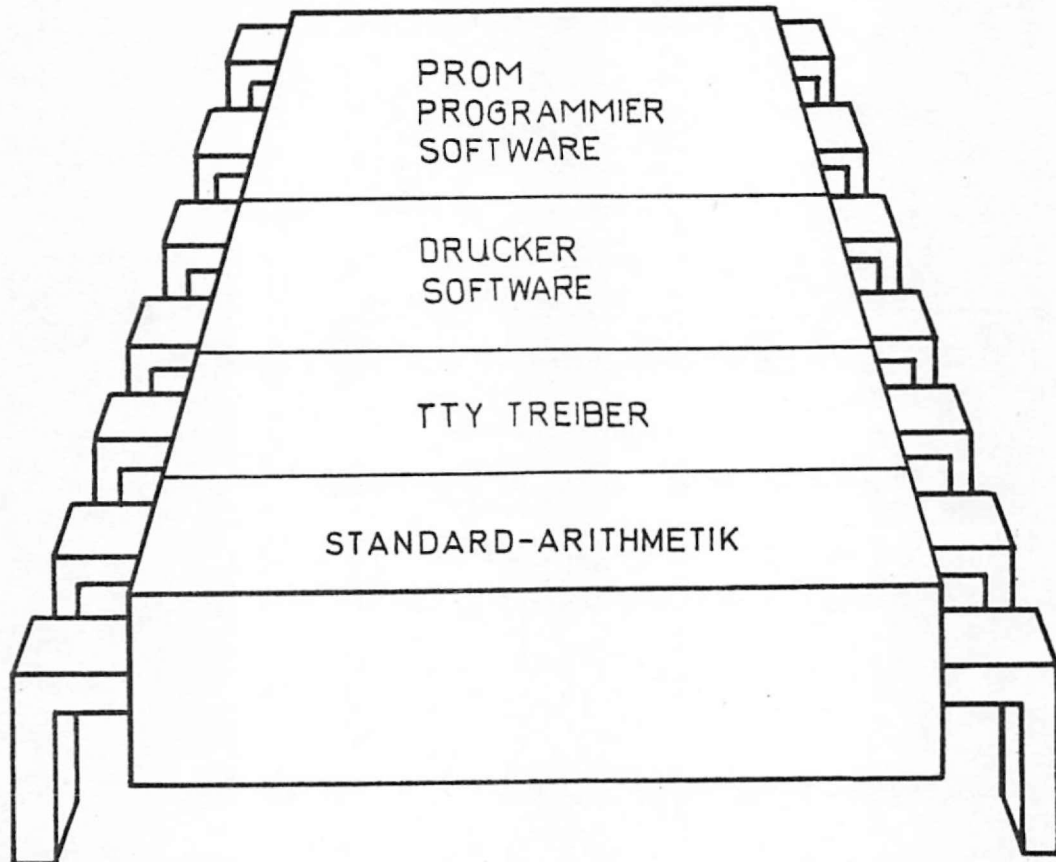 PROM
PROGRAMMIER
SOFTWARE
DRUCKER
SOFTWARE
TTY TREIBER
STANDARD-ARITHMETIK